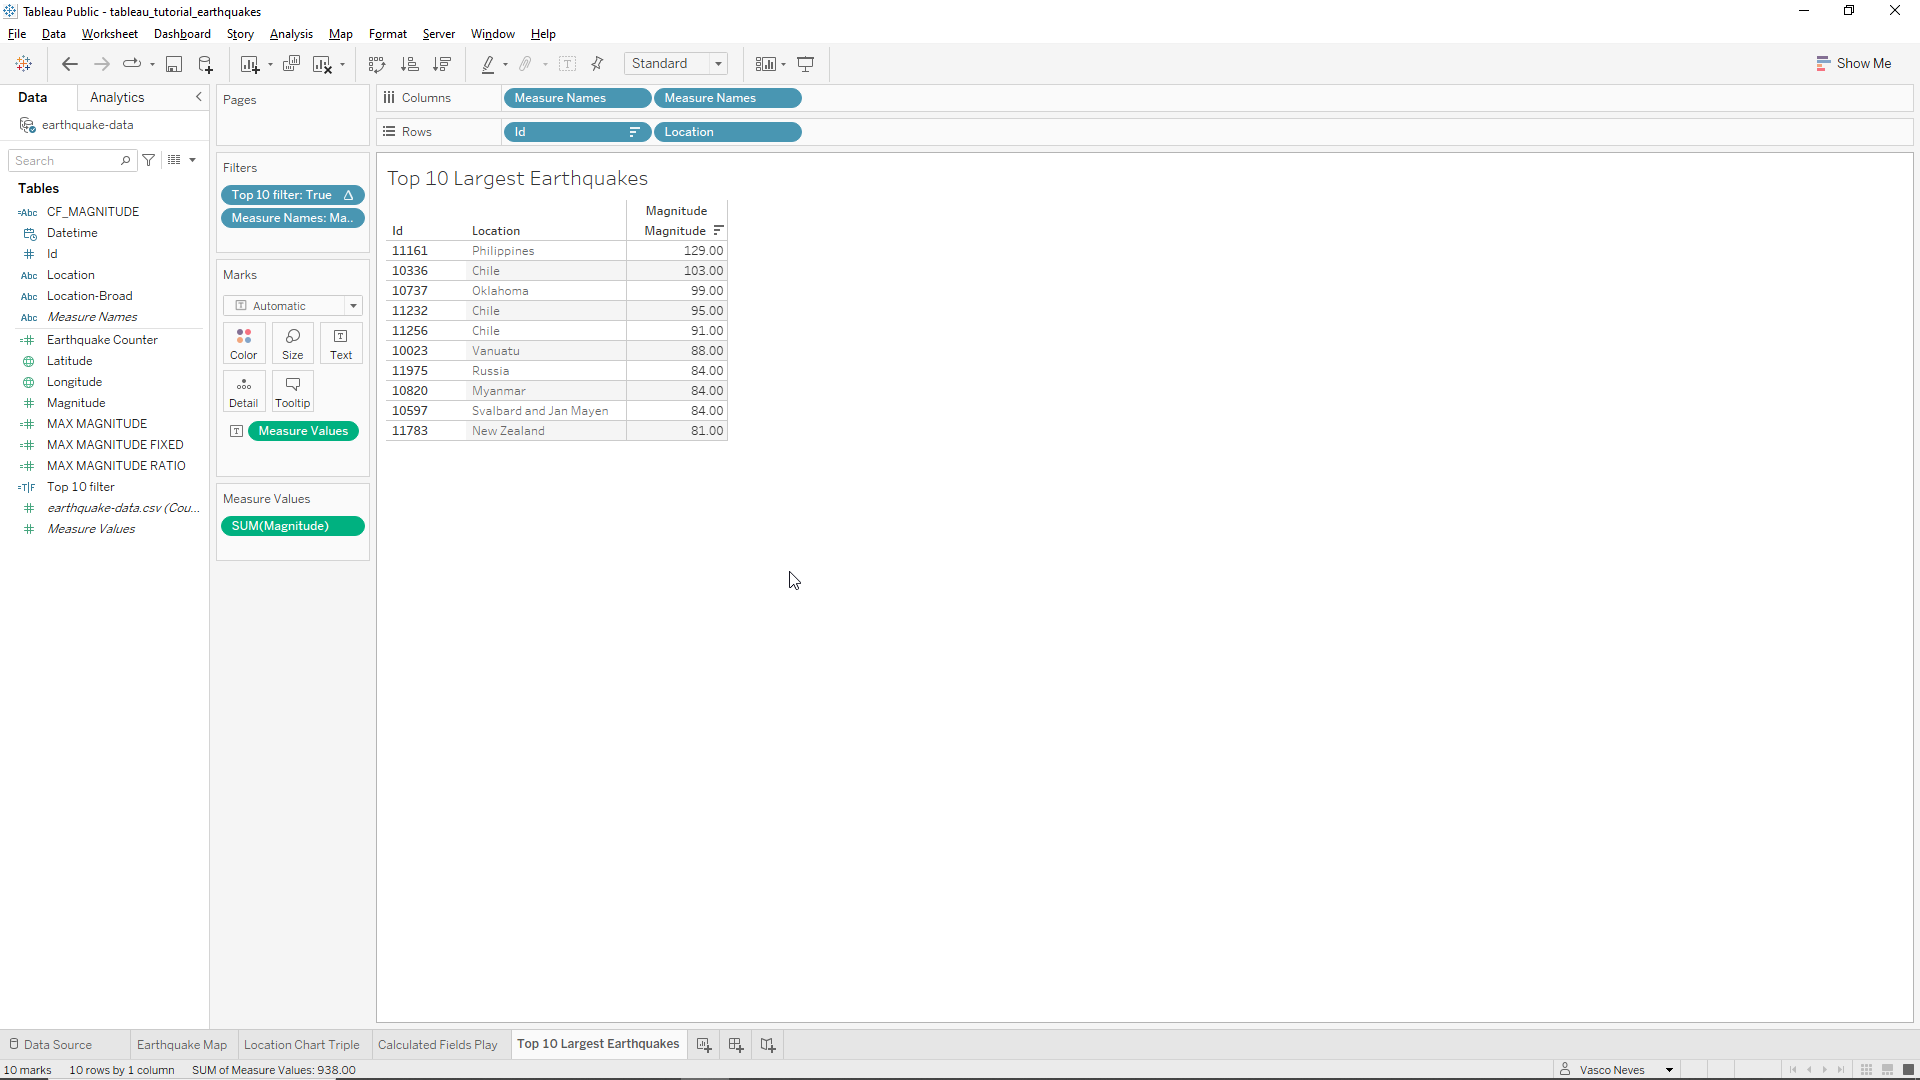 Tableau Public - tableau_tutorial_earthquakes
File Data Worksheet Dashboard Story Analysis Map Format Server Window Help
Standard
Show Me
Data Analytics
earthquake-data
Search
Tables
=Abc CF_MAGNITUDE
Datetime
# Id
Abc Location
Abc Location-Broad
Abc Measure Names
=# Earthquake Counter
Latitude
Longitude
# Magnitude
=# MAX MAGNITUDE
=# MAX MAGNITUDE FIXED
=# MAX MAGNITUDE RATIO
=T|F Top 10 filter
# earthquake-data.csv (Cou...
# Measure Values
Pages
Filters
Top 10 filter: True
Measure Names: Ma..
Marks
Automatic
Color Size Text
Detail Tooltip
Measure Values
Measure Values
SUM(Magnitude)
Columns Measure Names Measure Names
Rows Id Location
Top 10 Largest Earthquakes
Magnitude
Id Location Magnitude
11161 Philippines 129.00
10336 Chile 103.00
10737 Oklahoma 99.00
11232 Chile 95.00
11256 Chile 91.00
10023 Vanuatu 88.00
11975 Russia 84.00
10820 Myanmar 84.00
10597 Svalbard and Jan Mayen 84.00
11783 New Zealand 81.00
Data Source Earthquake Map Location Chart Triple Calculated Fields Play Top 10 Largest Earthquakes
10 marks 10 rows by 1 column SUM of Measure Values: 938.00 Vasco Neves